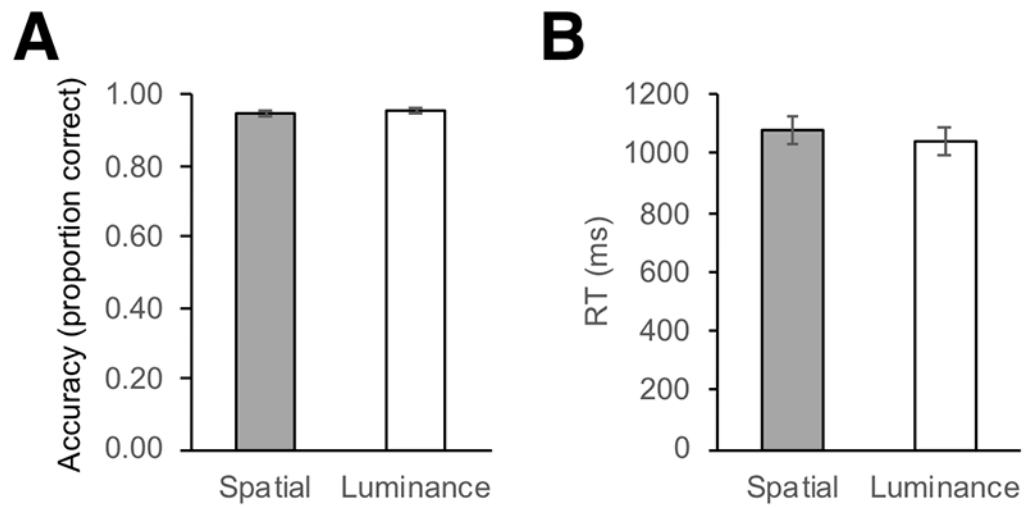 A
Accuracy (proportion correct)
1.00
0.80
0.60
0.40
0.20
0.00
Spatial
Luminance
B
RT (ms)
1200
1000
800
600
400
200
0
Spatial
Luminance